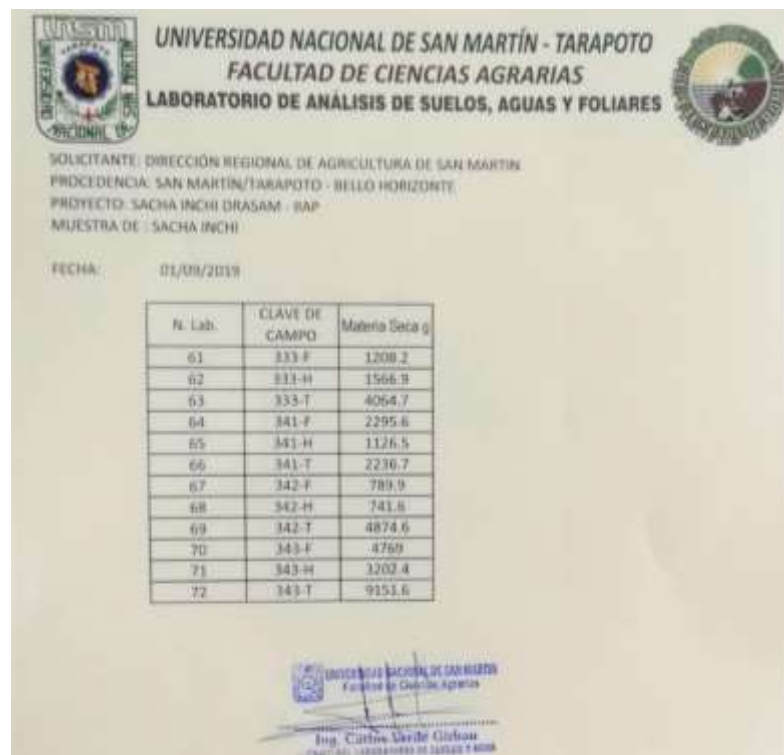 UNIVERSIDAD NACIONAL DE SAN MARTÍN - TARAPOTO
FACULTAD DE CIENCIAS AGRARIAS
LABORATORIO DE ANÁLISIS DE SUELOS, AGUAS Y FOLIARES
SOLICITANTE: DIRECCIÓN REGIONAL DE AGRICULTURA DE SAN MARTIN
PROCEDENCIA: SAN MARTÍN/TARAPOTO - BELLO HORIZONTE
PROYECTO: SACHA INCHI DRASAM - IIAP
MUESTRA DE : SACHA INCHI
FECHA: 01/09/2019
N. Lab. CLAVE DE CAMPO Materia Seca g
61 333-F 1208.2
62 333-H 1566.9
63 333-T 4064.7
64 341-F 2295.6
65 341-H 1126.5
66 341-T 2236.7
67 342-F 789.9
68 342-H 741.6
69 342-T 4874.6
70 343-F 4769
71 343-H 3202.4
72 343-T 9151.6
UNIVERSIDAD NACIONAL DE SAN MARTIN
Facultad de Ciencias Agrarias
Ing. Carlos Verde